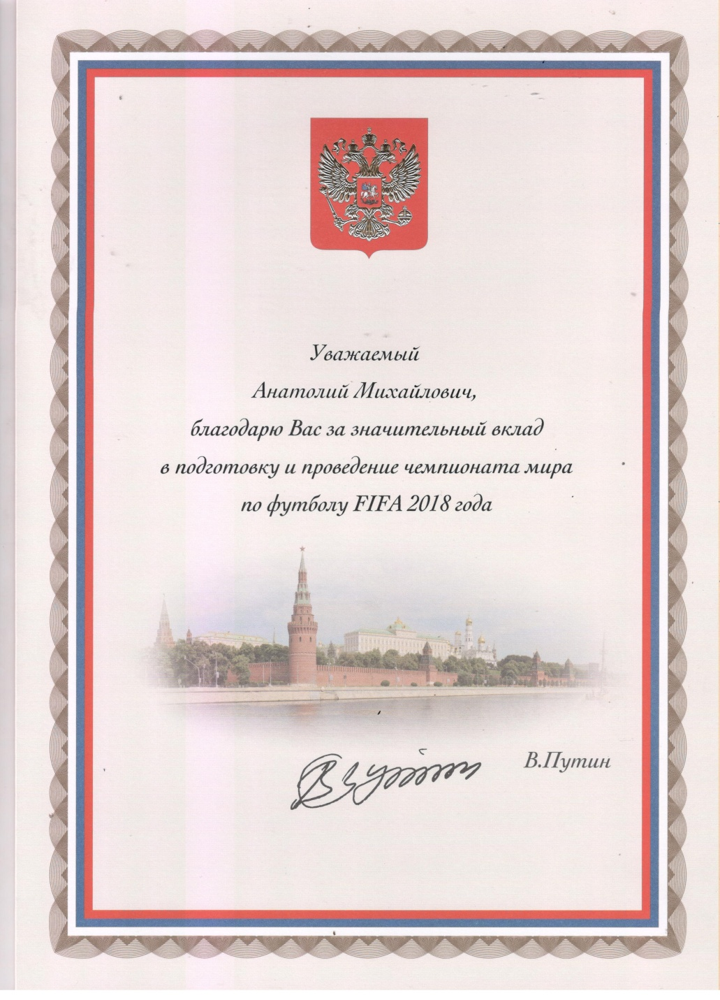 Уважаемый
Анатолий Михайлович,
благодарю Вас за значительный вклад
в подготовку и проведение чемпионата мира
по футболу FIFA 2018 года
В.Путин